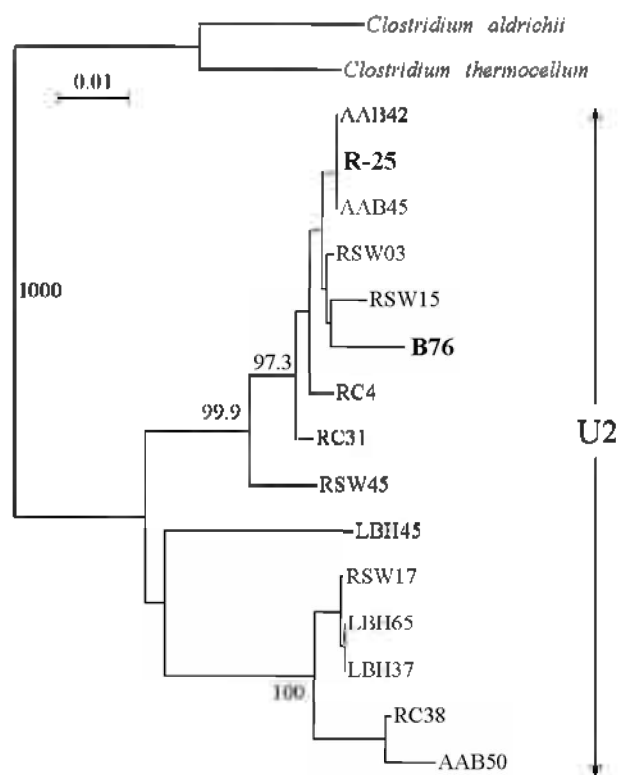 Clostridium aldrichii
Clostridium thermocellum
0.01
AAB42
R-25
AAB45
RSW03
1000
RSW15
B76
97.3
RC4
99.9
U2
RC31
RSW45
LBH45
RSW17
LBH65
LBH37
100
RC38
AAB50